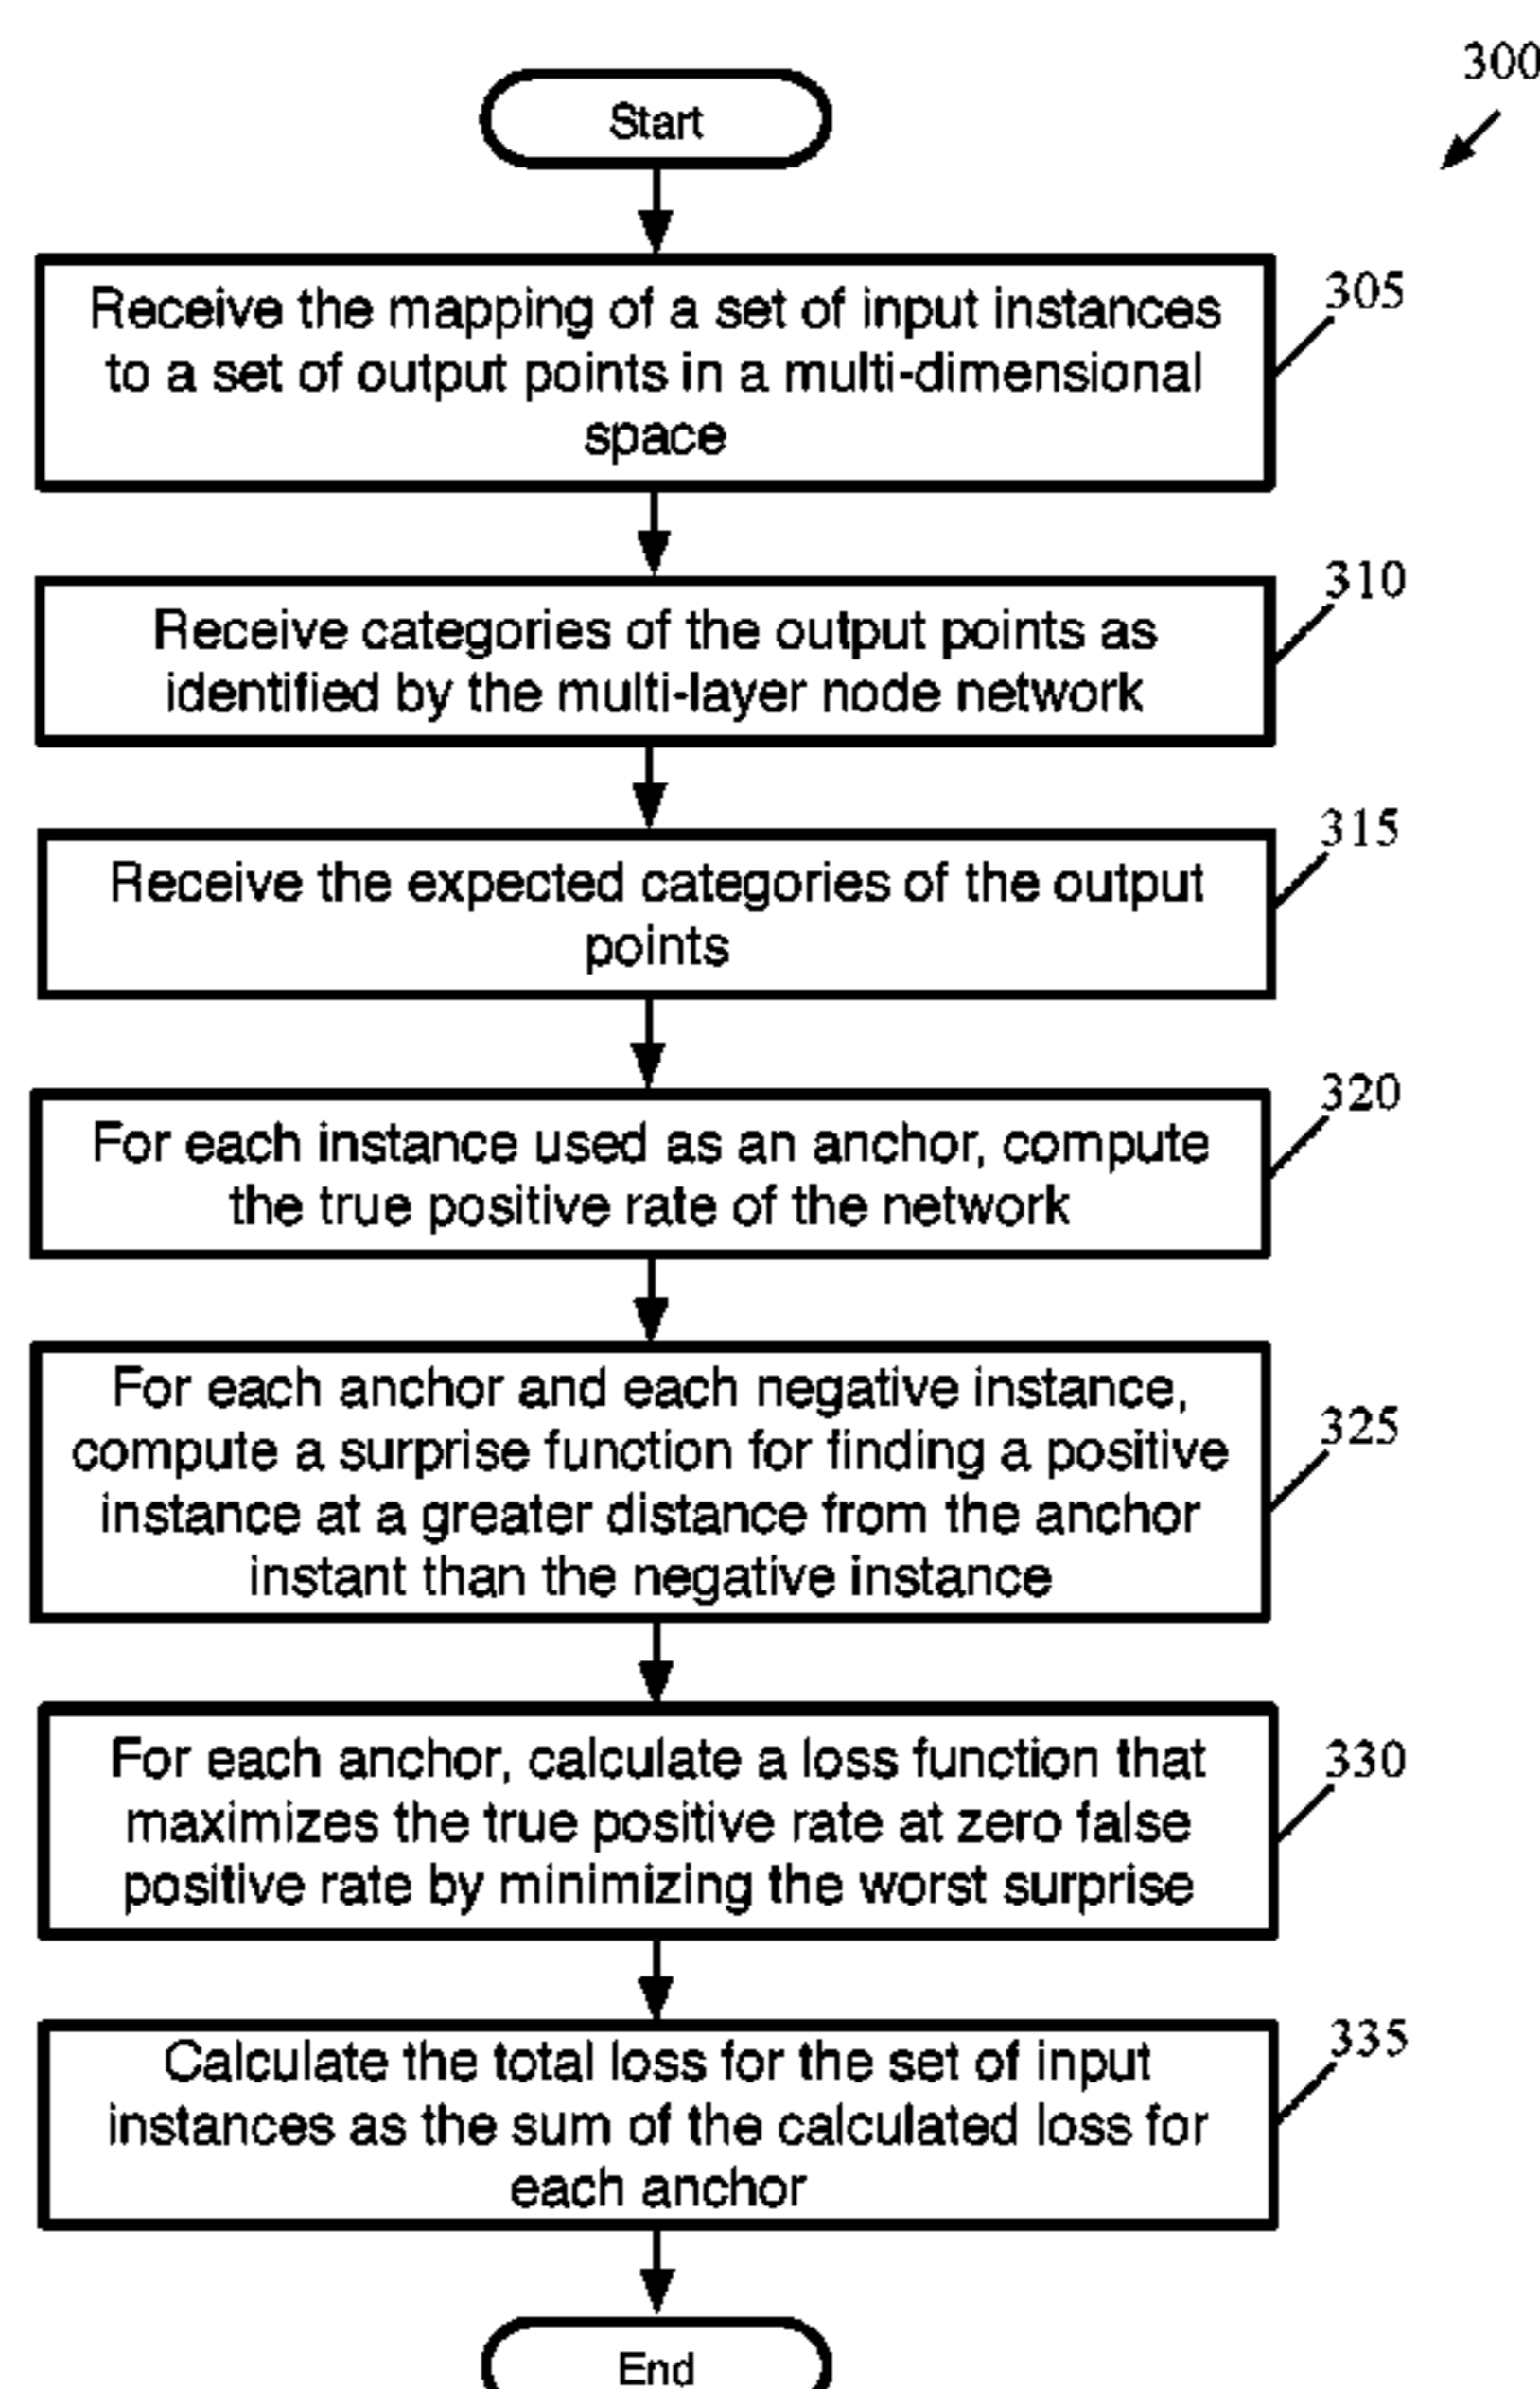 300
Start
Receive the mapping of a set of input instances
to a set of output points in a multi-dimensional
space
305
Receive categories of the output points as
identified by the multi-layer node network
310
Receive the expected categories of the output
points
315
For each instance used as an anchor, compute
the true positive rate of the network
320
For each anchor and each negative instance,
compute a surprise function for finding a positive
instance at a greater distance from the anchor
instant than the negative instance
325
For each anchor, calculate a loss function that
maximizes the true positive rate at zero false
positive rate by minimizing the worst surprise
330
Calculate the total loss for the set of input
instances as the sum of the calculated loss for
each anchor
335
End